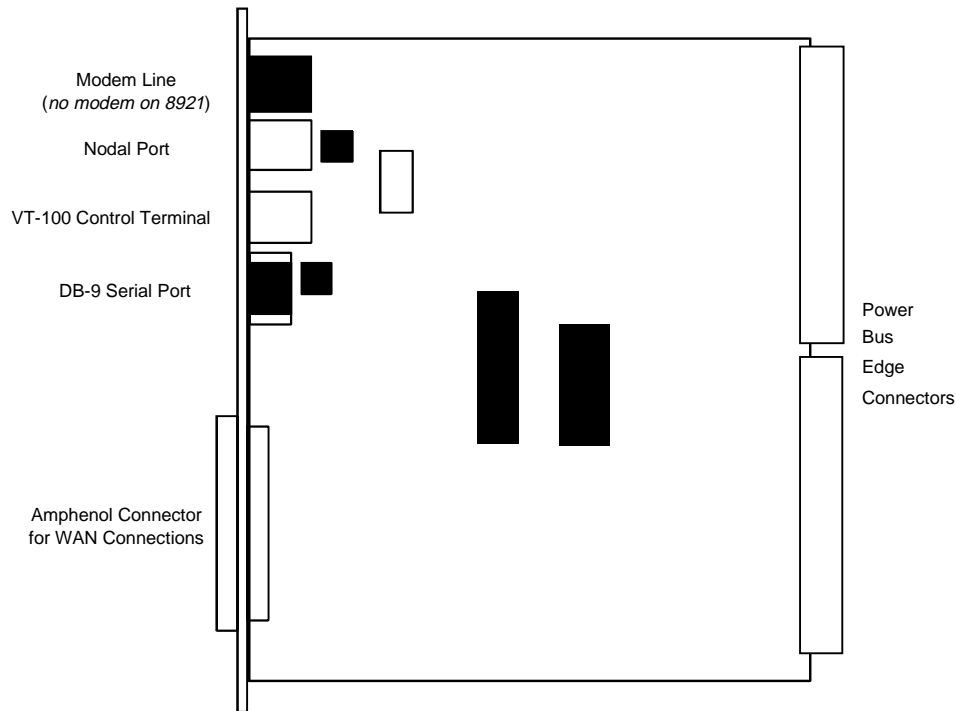 Modem Line
(no modem on 8921)
Nodal Port
VT-100 Control Terminal
DB-9 Serial Port
Power
Bus
Edge
Connectors
Amphenol Connector
for WAN Connections